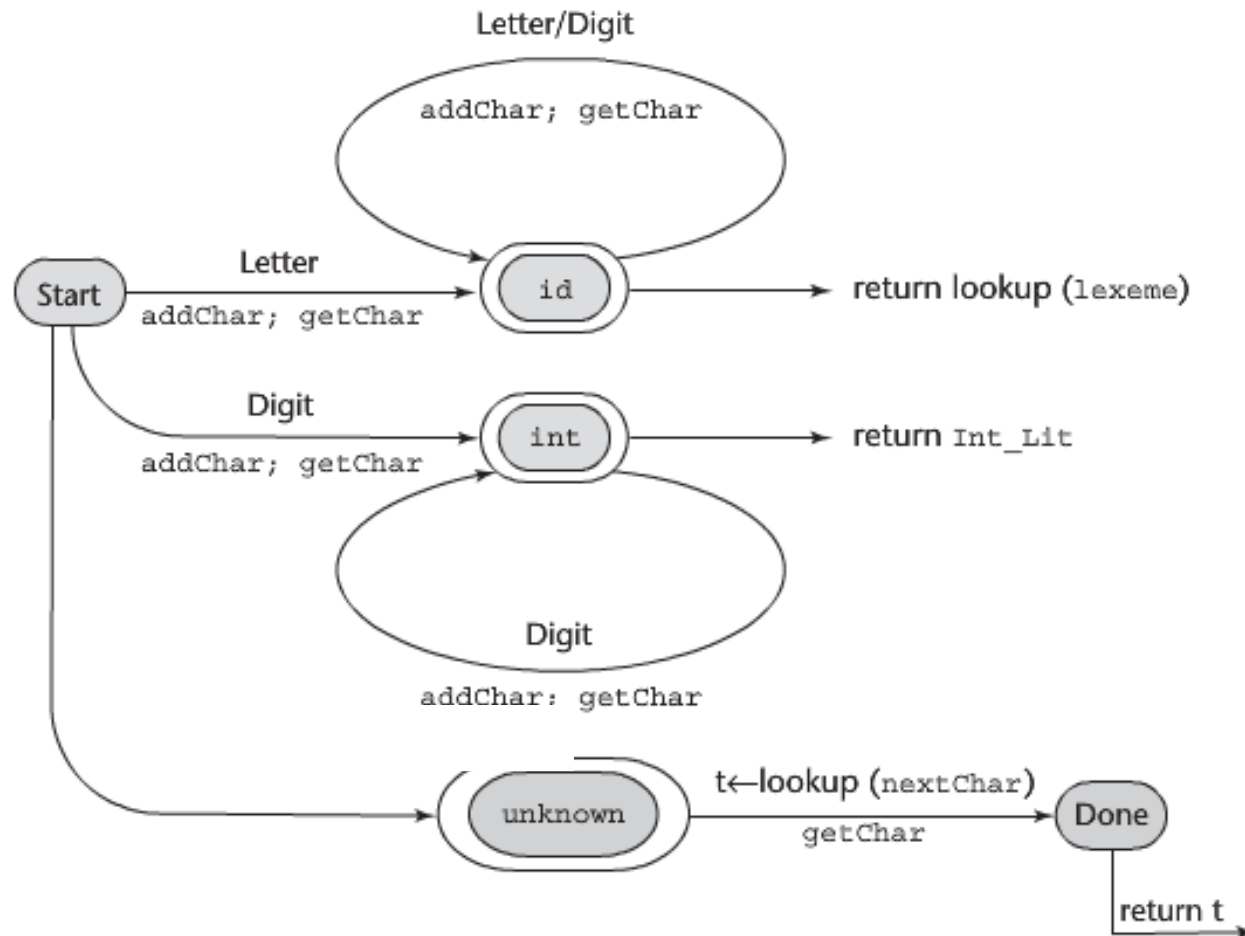 Letter/Digit
addChar; getChar
Letter
Start
id
return lookup (lexeme)
addChar; getChar
Digit
int
return Int_Lit
addChar; getChar
Digit
addChar: getChar
t←lookup (nextChar)
unknown
Done
getChar
return t